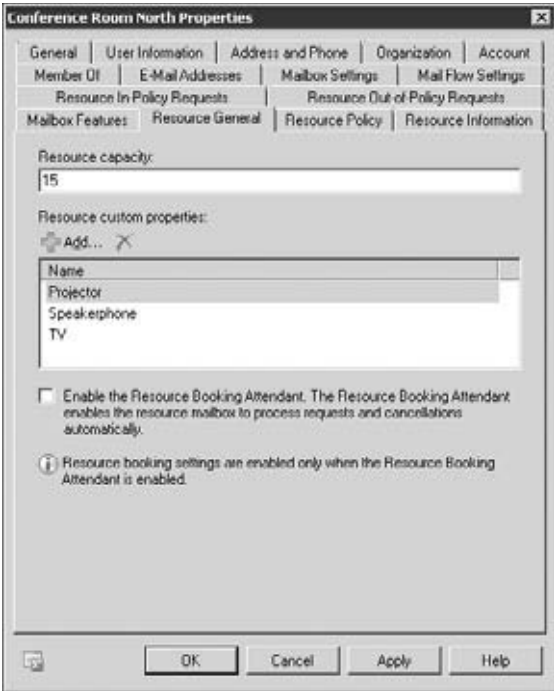 Conference Room North Properties
General User Information Address and Phone Organization Account
Member Of E-Mail Addresses Mailbox Settings Mail Flow Settings
Resource In-Policy Requests Resource Out-of-Policy Requests
Mailbox Features Resource General Resource Policy Resource Information
Resource capacity:
15
Resource custom properties:
Add...
Name
Projector
Speakerphone
TV
Enable the Resource Booking Attendant. The Resource Booking Attendant
enables the resource mailbox to process requests and cancellations
automatically.
Resource booking settings are enabled only when the Resource Booking
Attendant is enabled.
OK Cancel Apply Help